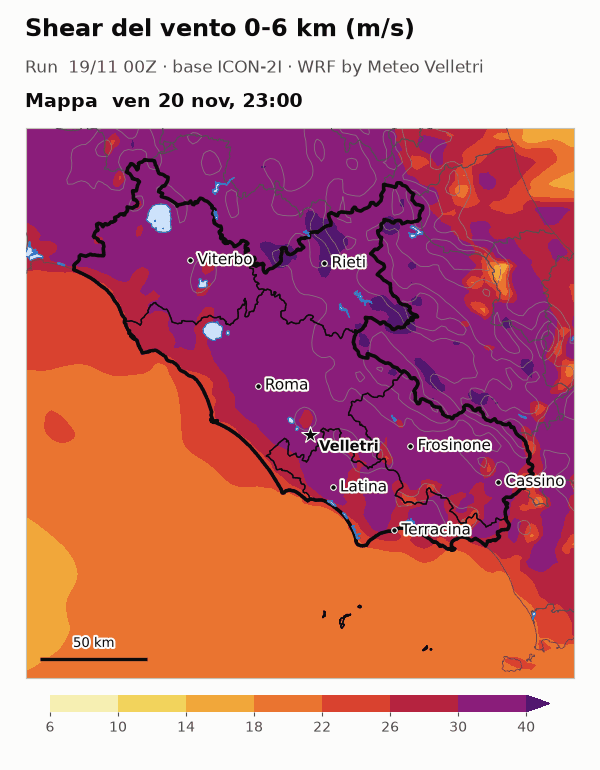 Shear del vento 0-6 km (m/s)
Run  19/11 00Z · base ICON-2I · WRF by Meteo Velletri
Mappa  ven 20 nov, 23:00
Viterbo
Rieti
Roma
Velletri
Frosinone
Latina
Cassino
Terracina
50 km
6 10 14 18 22 26 30 40